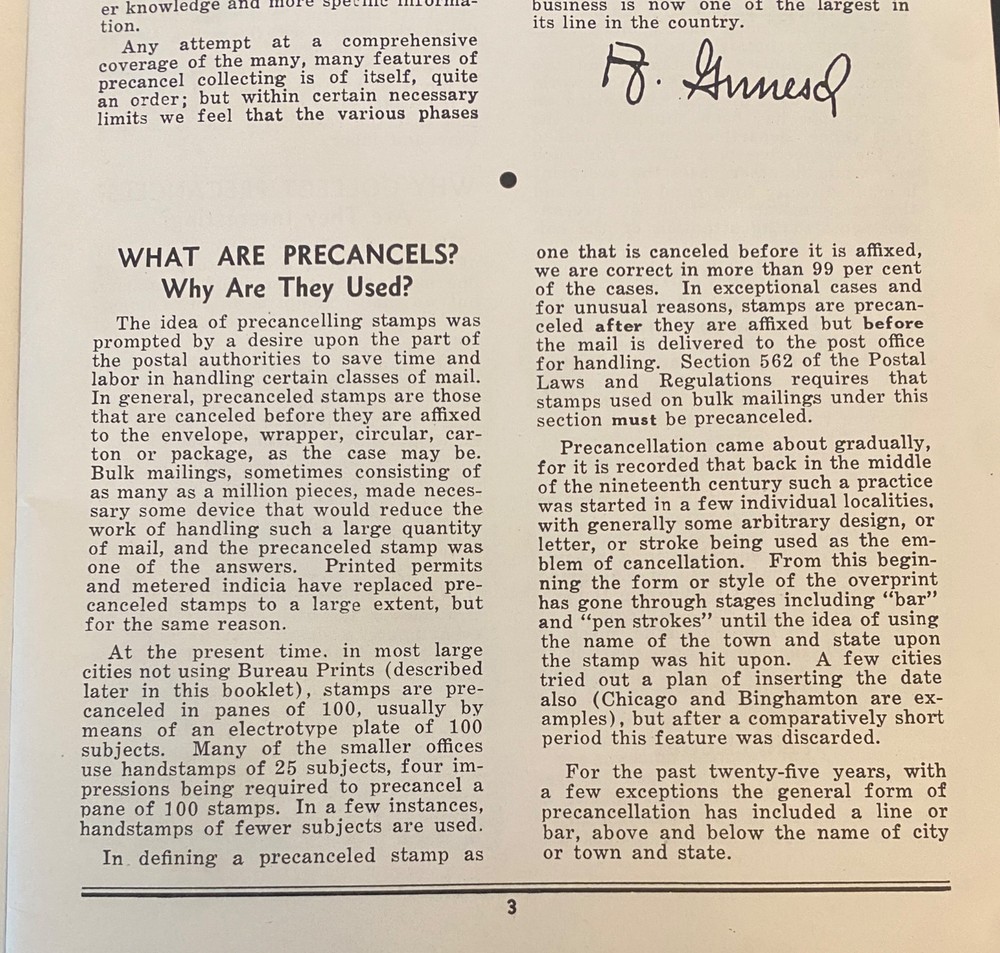 er knowledge and more specific informa-
tion.
Any attempt at a comprehensive
coverage of the many, many features of
precancel collecting is of itself, quite
an order; but within certain necessary
limits we feel that the various phases
business is now one of the largest in
its line in the country.
WHAT ARE PRECANCELS?
Why Are They Used?
The idea of precancelling stamps was
prompted by a desire upon the part of
the postal authorities to save time and
labor in handling certain classes of mail.
In general, precanceled stamps are those
that are canceled before they are affixed
to the envelope, wrapper, circular, car-
ton or package, as the case may be.
Bulk mailings, sometimes consisting of
as many as a million pieces, made neces-
sary some device that would reduce the
work of handling such a large quantity
of mail, and the precanceled stamp was
one of the answers. Printed permits
and metered indicia have replaced pre-
canceled stamps to a large extent, but
for the same reason.
At the present time. in most large
cities not using Bureau Prints (described
later in this booklet), stamps are pre-
canceled in panes of 100, usually by
means of an electrotype plate of 100
subjects. Many of the smaller offices
use handstamps of 25 subjects, four im-
pressions being required to precancel a
pane of 100 stamps. In a few instances,
handstamps of fewer subjects are used.
In defining a precanceled stamp as
one that is canceled before it is affixed,
we are correct in more than 99 per cent
of the cases. In exceptional cases and
for unusual reasons, stamps are precan-
celed after they are affixed but before
the mail is delivered to the post office
for handling. Section 562 of the Postal
Laws and Regulations requires that
stamps used on bulk mailings under this
section must be precanceled.
Precancellation came about gradually,
for it is recorded that back in the middle
of the nineteenth century such a practice
was started in a few individual localities,
with generally some arbitrary design, or
letter, or stroke being used as the em-
blem of cancellation. From this begin-
ning the form or style of the overprint
has gone through stages including “bar”
and “pen strokes” until the idea of using
the name of the town and state upon
the stamp was hit upon. A few cities
tried out a plan of inserting the date
also (Chicago and Binghamton are ex-
amples), but after a comparatively short
period this feature was discarded.
For the past twenty-five years, with
a few exceptions the general form of
precancellation has included a line or
bar, above and below the name of city
or town and state.
3